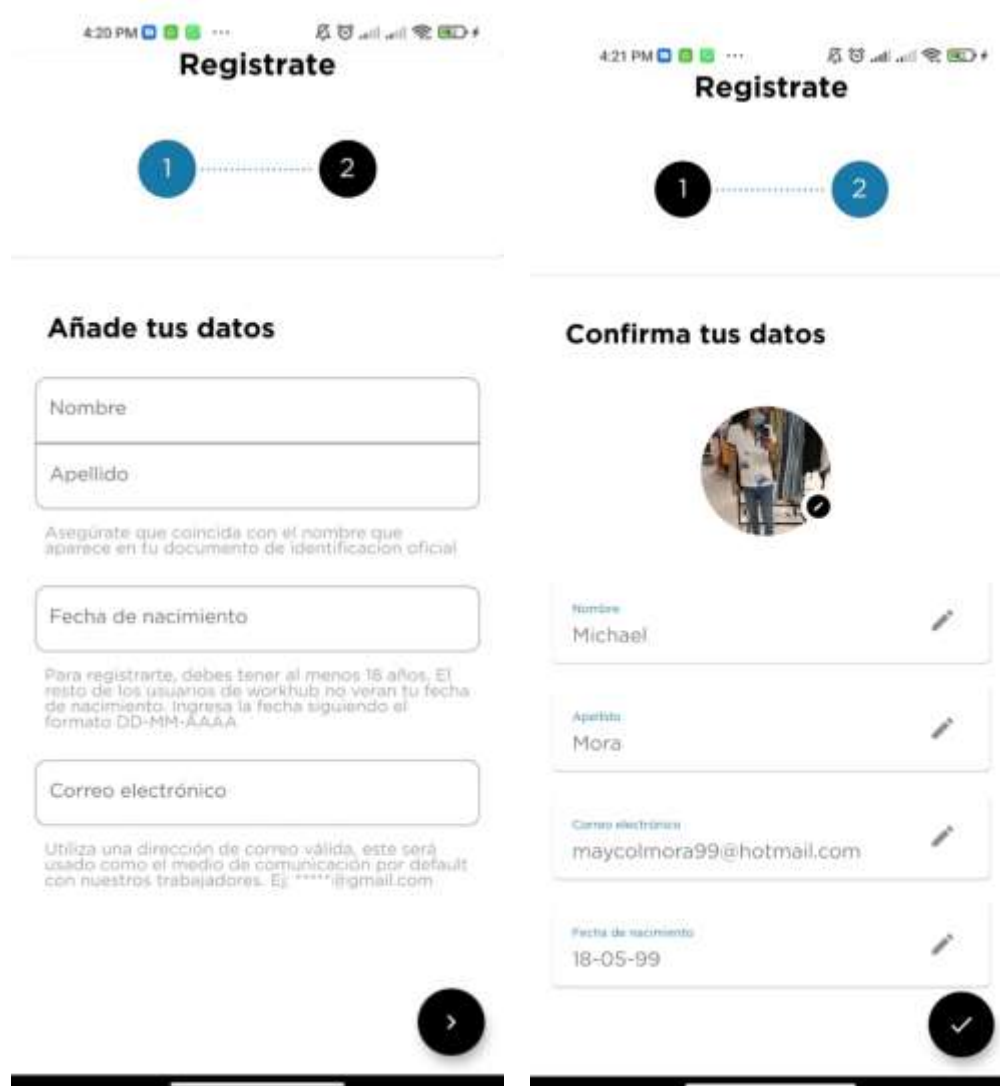 4:20 PM
Registrate
1
2
Añade tus datos
Nombre
Apellido
Asegúrate que coincida con el nombre que
aparece en tu documento de identificacion oficial
Fecha de nacimiento
Para registrarte, debes tener al menos 16 años. El
resto de los usuarios de workhub no veran tu fecha
de nacimiento. Ingresa la fecha siguiendo el
formato DD-MM-AAAA
Correo electrónico
Utiliza una dirección de correo válida, este será
usado como el medio de comunicación por default
con nuestros trabajadores. Ej: *****@gmail.com
4:21 PM
Registrate
1
2
Confirma tus datos
Nombre
Michael
Apellido
Mora
Correo electrónico
maycolmora99@hotmail.com
Fecha de nacimiento
18-05-99